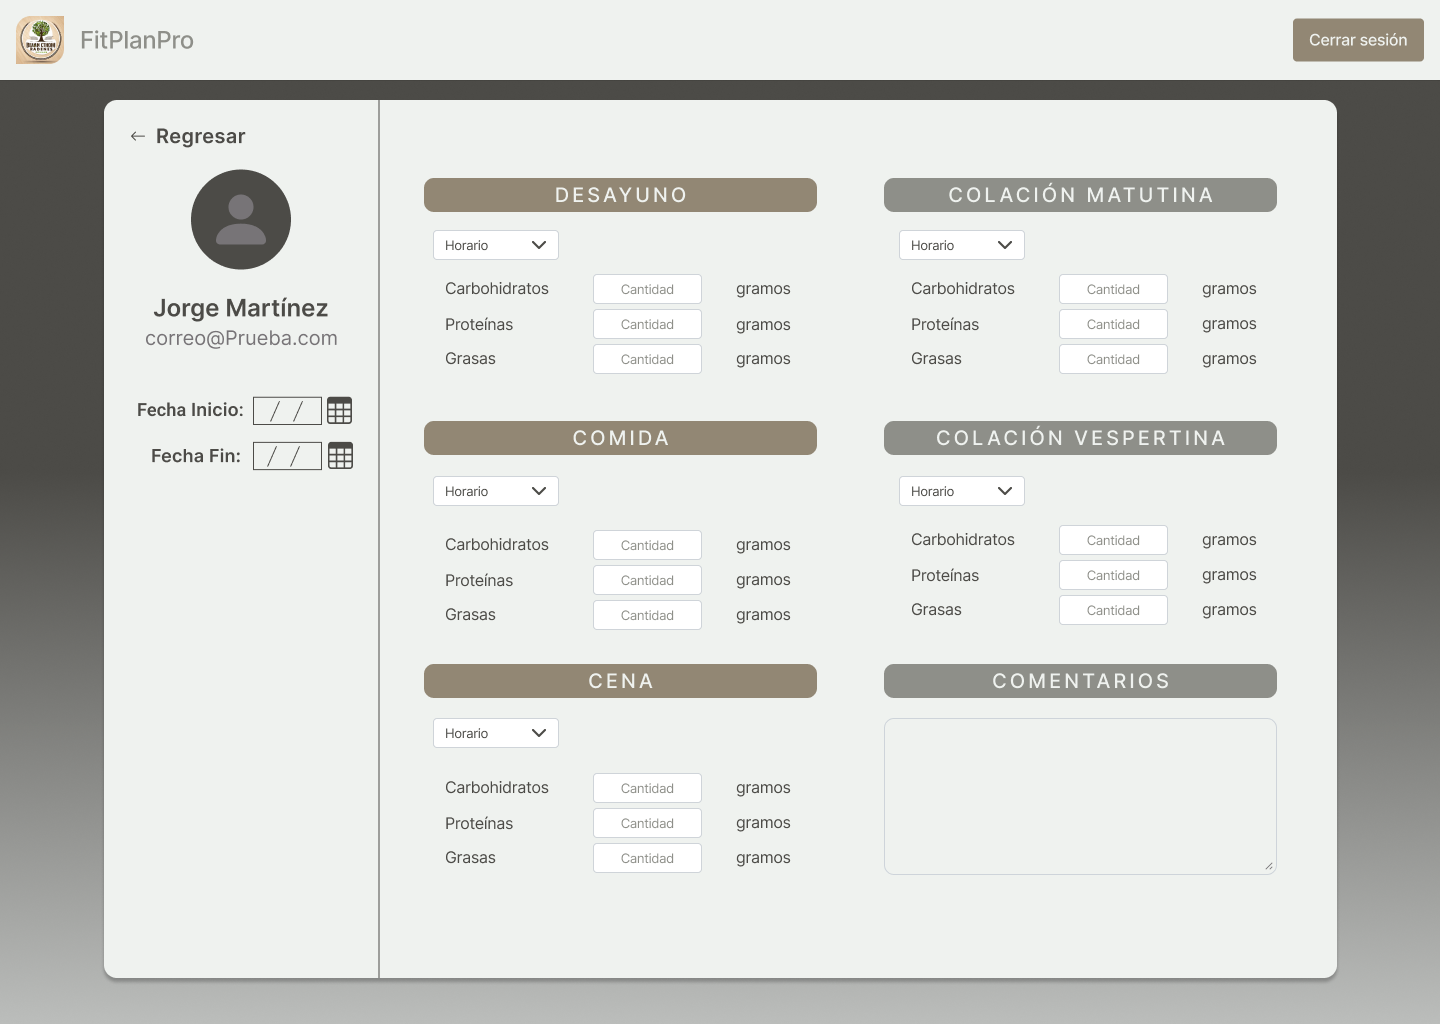 FitPlanPro
Cerrar sesión
← Regresar
Jorge Martínez
correo@Prueba.com
Fecha Inicio: / /
Fecha Fin: / /
DESAYUNO
Horario
Carbohidratos Cantidad gramos
Proteínas Cantidad gramos
Grasas Cantidad gramos
COLACIÓN MATUTINA
Horario
Carbohidratos Cantidad gramos
Proteínas Cantidad gramos
Grasas Cantidad gramos
COMIDA
Horario
Carbohidratos Cantidad gramos
Proteínas Cantidad gramos
Grasas Cantidad gramos
COLACIÓN VESPERTINA
Horario
Carbohidratos Cantidad gramos
Proteínas Cantidad gramos
Grasas Cantidad gramos
CENA
Horario
Carbohidratos Cantidad gramos
Proteínas Cantidad gramos
Grasas Cantidad gramos
COMENTARIOS